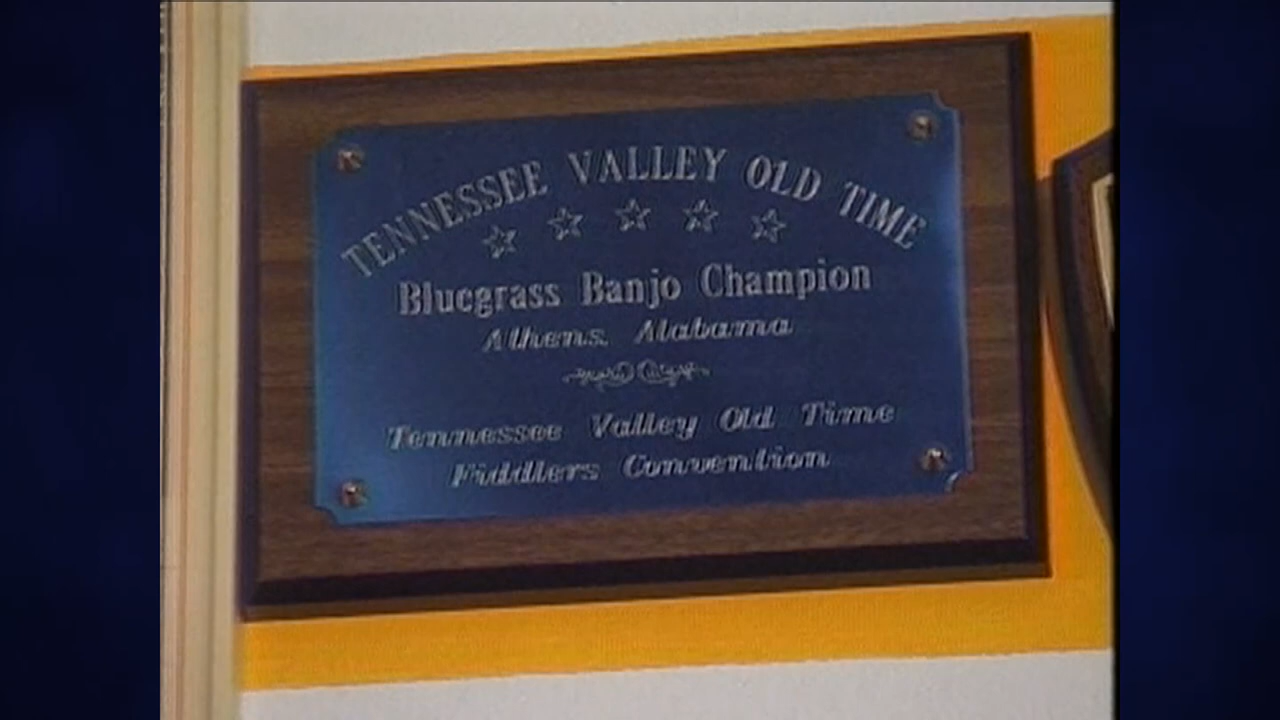 TENNESSEE VALLEY OLD TIME
Bluegrass Banjo Champion
Athens, Alabama
Tennessee Valley Old Time
Fiddlers Convention